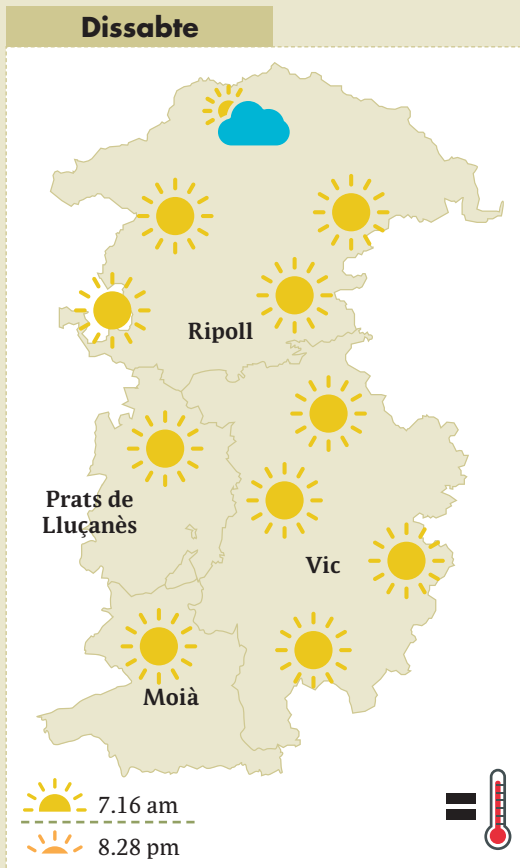 Dissabte
Ripoll
Prats de
Lluçanès
Vic
Moià
7.16 am
8.28 pm